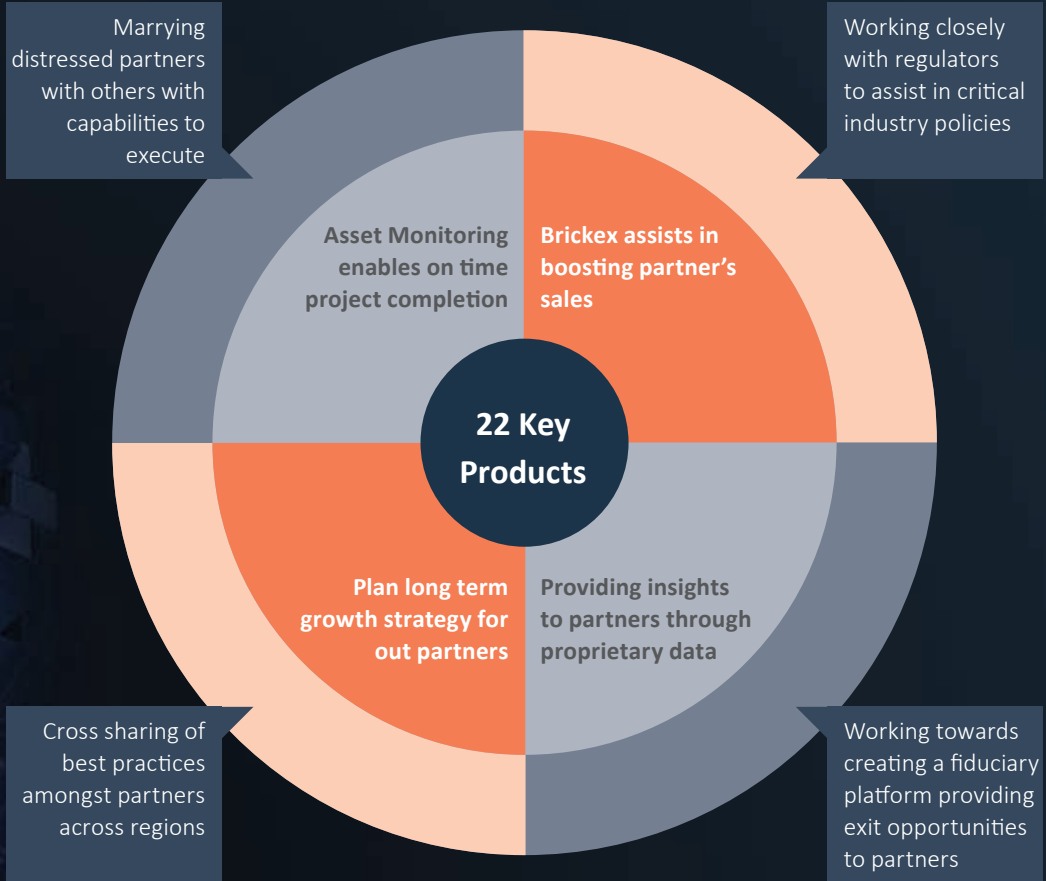 Marrying
distressed partners
with others with
capabilities to
execute
Working closely
with regulators
to assist in critical
industry policies
Asset Monitoring
enables on time
project completion
Brickex assists in
boosting partner’s
sales
22 Key
Products
Plan long term
growth strategy for
out partners
Providing insights
to partners through
proprietary data
Cross sharing of
best practices
amongst partners
across regions
Working towards
creating a fiduciary
platform providing
exit opportunities
to partners